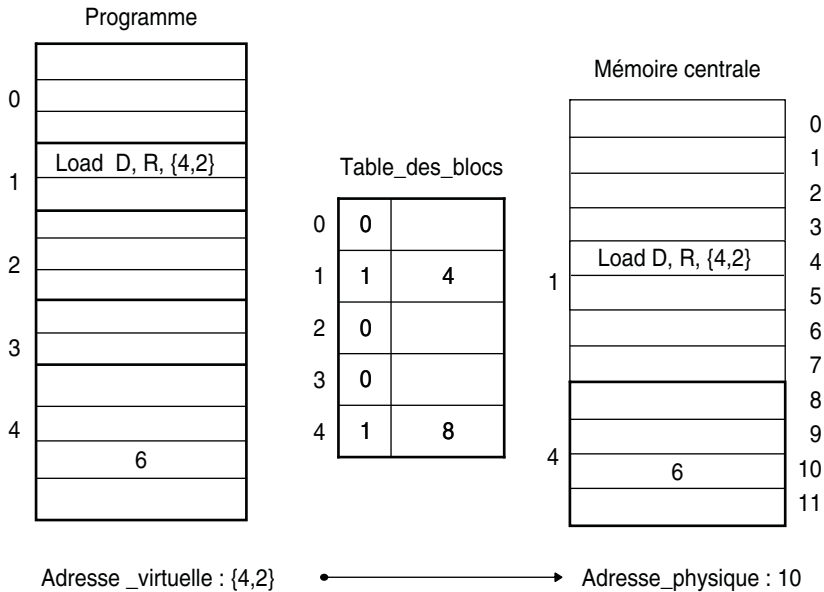 Programme
0
Load D, R, {4,2}
1
2
3
4
6
Table_des_blocs
0 0
1 1 4
2 0
3 0
4 1 8
Mémoire centrale
0
1
2
3
Load D, R, {4,2} 4
1
5
6
7
8
9
4
6 10
11
Adresse _virtuelle : {4,2}
Adresse_physique : 10